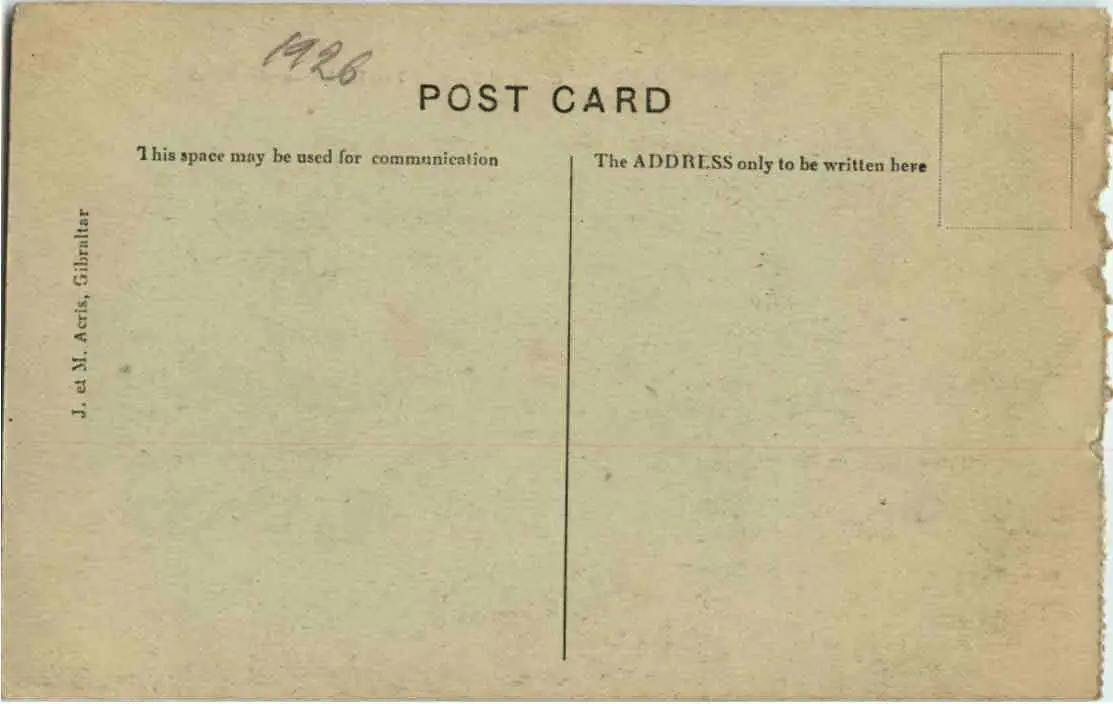 1926
POST CARD
This space may be used for communication
The ADDRESS only to be written here
J. et M. Acris, Gibraltar